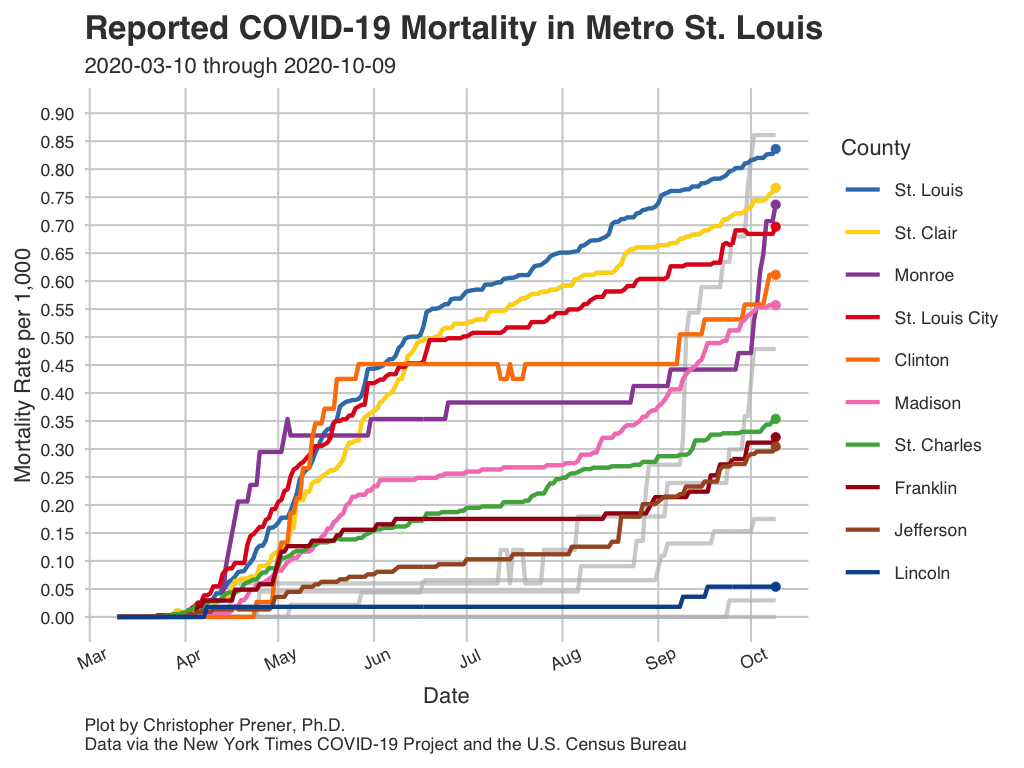 Reported COVID-19 Mortality in Metro St. Louis
2020-03-10 through 2020-10-09
Mortality Rate per 1,000
0.90
0.85
0.80
0.75
0.70
0.65
0.60
0.55
0.50
0.45
0.40
0.35
0.30
0.25
0.20
0.15
0.10
0.05
0.00
Mar
Apr
May
Jun
Jul
Aug
Sep
Oct
Date
County
St. Louis
St. Clair
Monroe
St. Louis City
Clinton
Madison
St. Charles
Franklin
Jefferson
Lincoln
Plot by Christopher Prener, Ph.D.
Data via the New York Times COVID-19 Project and the U.S. Census Bureau